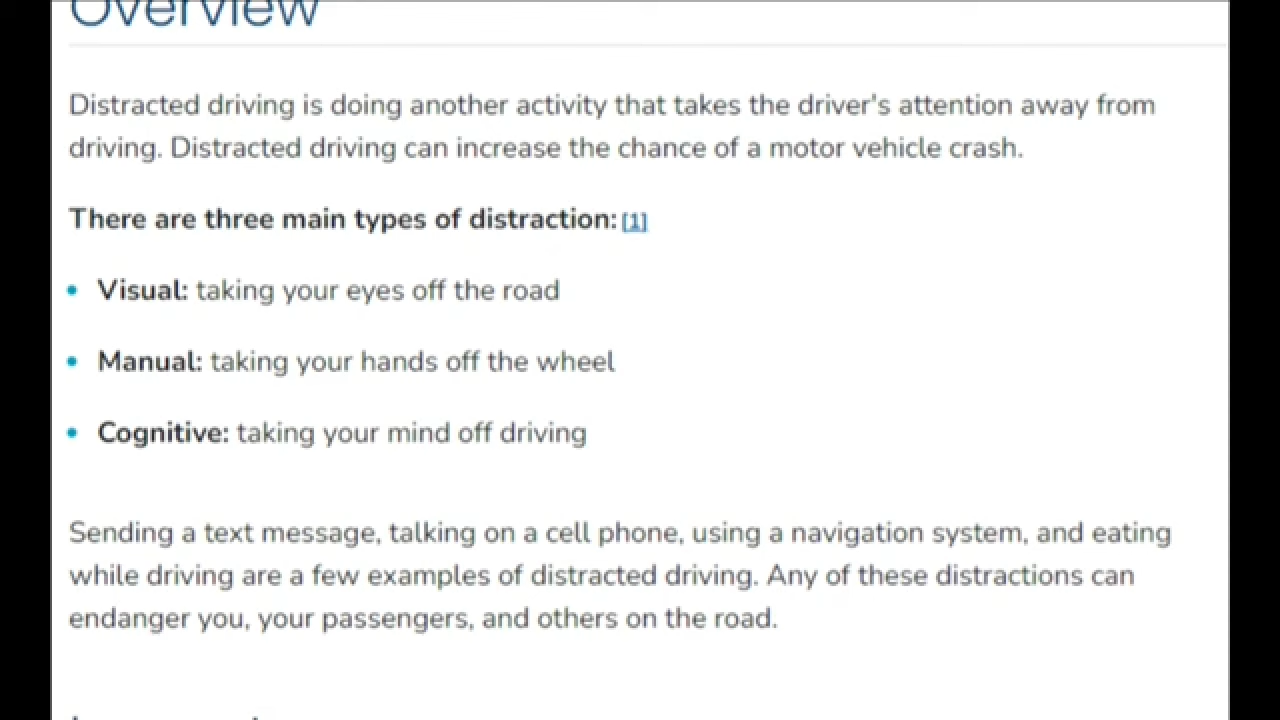 Overview
Distracted driving is doing another activity that takes the driver's attention away from
driving. Distracted driving can increase the chance of a motor vehicle crash.
There are three main types of distraction: [1]
• Visual: taking your eyes off the road
• Manual: taking your hands off the wheel
• Cognitive: taking your mind off driving
Sending a text message, talking on a cell phone, using a navigation system, and eating
while driving are a few examples of distracted driving. Any of these distractions can
endanger you, your passengers, and others on the road.